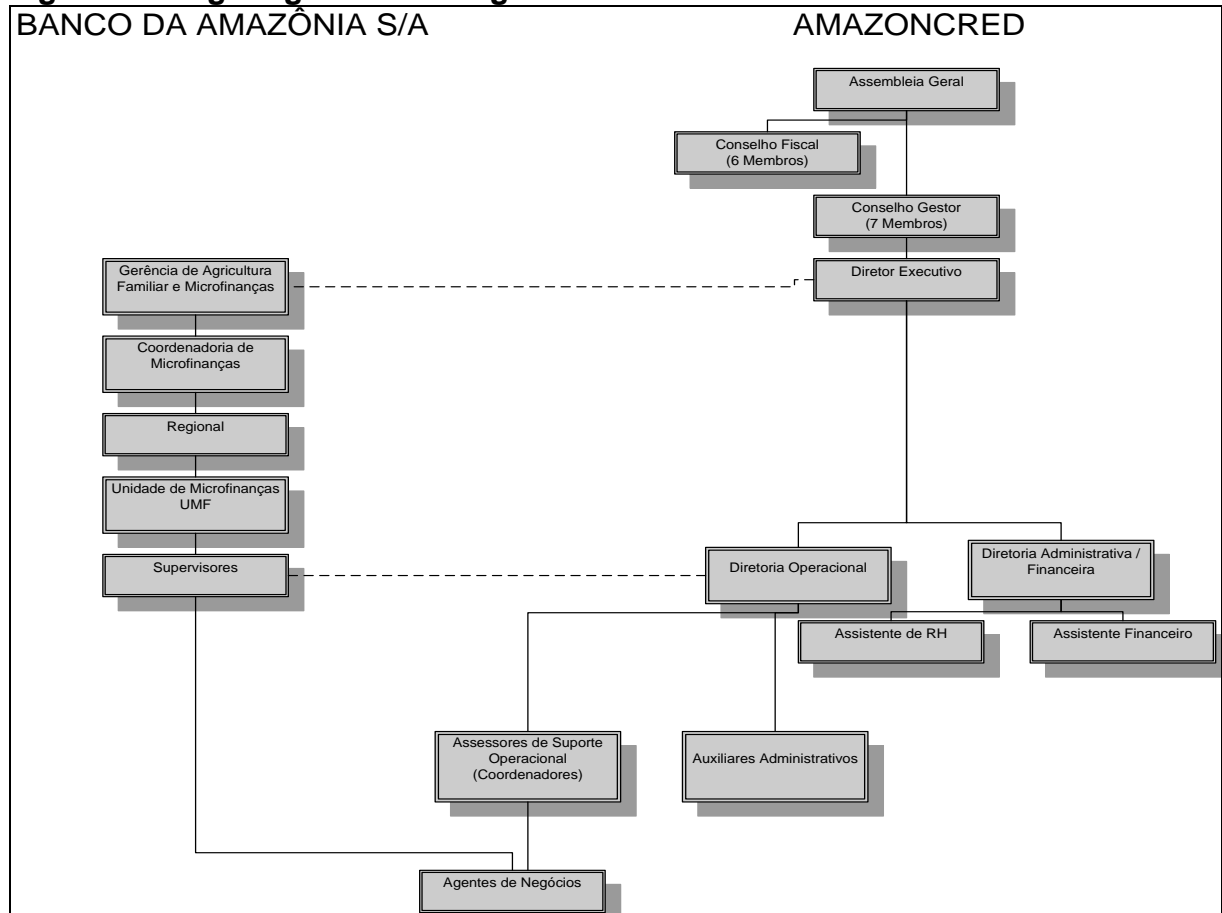 BANCO DA AMAZÔNIA S/A
AMAZONCRED
Assembleia Geral
Conselho Fiscal
(6 Membros)
Conselho Gestor
(7 Membros)
Gerência de Agricultura
Familiar e Microfinanças
Diretor Executivo
Coordenadoria de
Microfinanças
Regional
Unidade de Microfinanças
UMF
Supervisores
Diretoria Operacional
Diretoria Administrativa /
Financeira
Assistente de RH
Assistente Financeiro
Assessores de Suporte
Operacional
(Coordenadores)
Auxiliares Administrativos
Agentes de Negócios